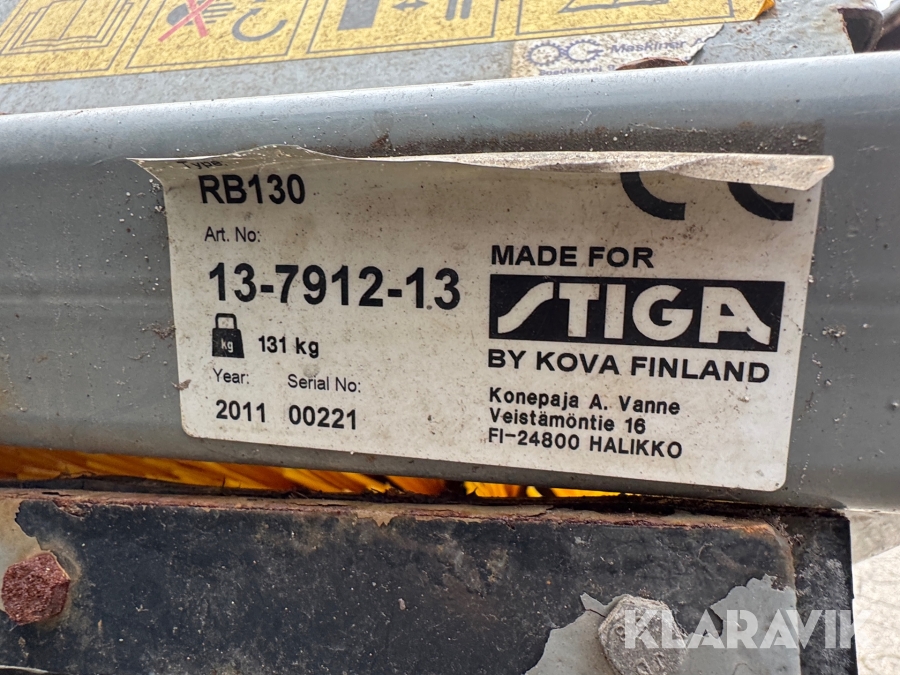 Maskiner
Type
RB130
Art. No:
13-7912-13
kg
131 kg
Year:
Serial No:
2011
00221
CE
MADE FOR
STIGA
BY KOVA FINLAND
Konepaja A. Vanne
Veistämöntie 16
FI-24800 HALIKKO
KLARAVIK